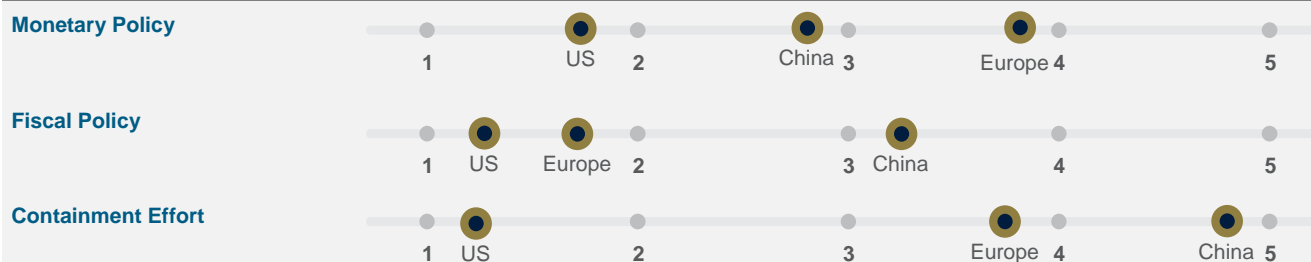 Monetary Policy
1 US 2 China 3 Europe 4 5
Fiscal Policy
1 US Europe 2 3 China 4 5
Containment Effort
1 US 2 3 Europe 4 China 5